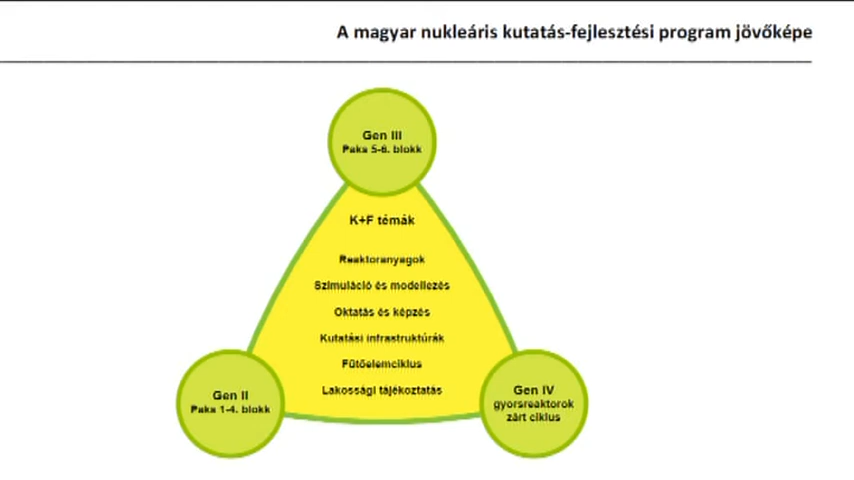 A magyar nukleáris kutatás-fejlesztési program jövőképe
Gen III
Paks 5-6. blokk
K+F témák
Reaktoranyagok
Szimuláció és modellezés
Oktatás és képzés
Kutatási infrastruktúrák
Fűtőelemciklus
Lakossági tájékoztatás
Gen II
Paks 1-4. blokk
Gen IV
gyorsreaktorok
zárt ciklus